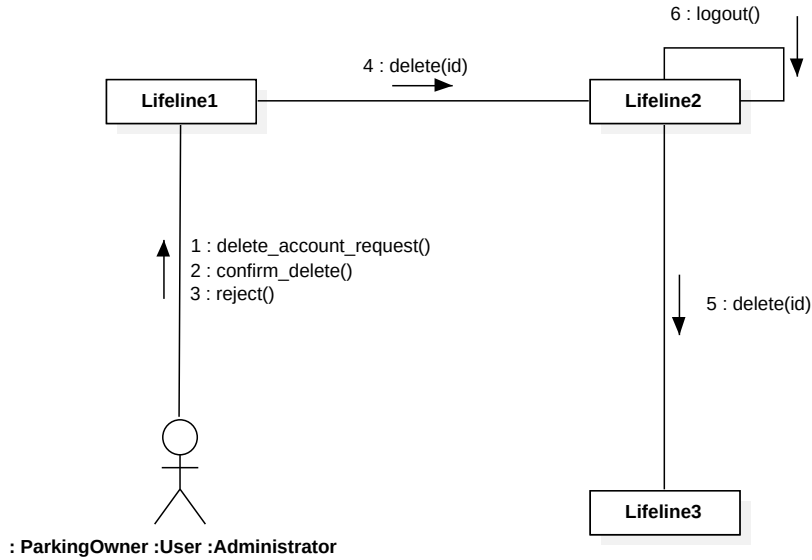 6 : logout()
4 : delete(id)
Lifeline1
Lifeline2
1 : delete_account_request()
2 : confirm_delete()
3 : reject()
5 : delete(id)
Lifeline3
: ParkingOwner :User :Administrator